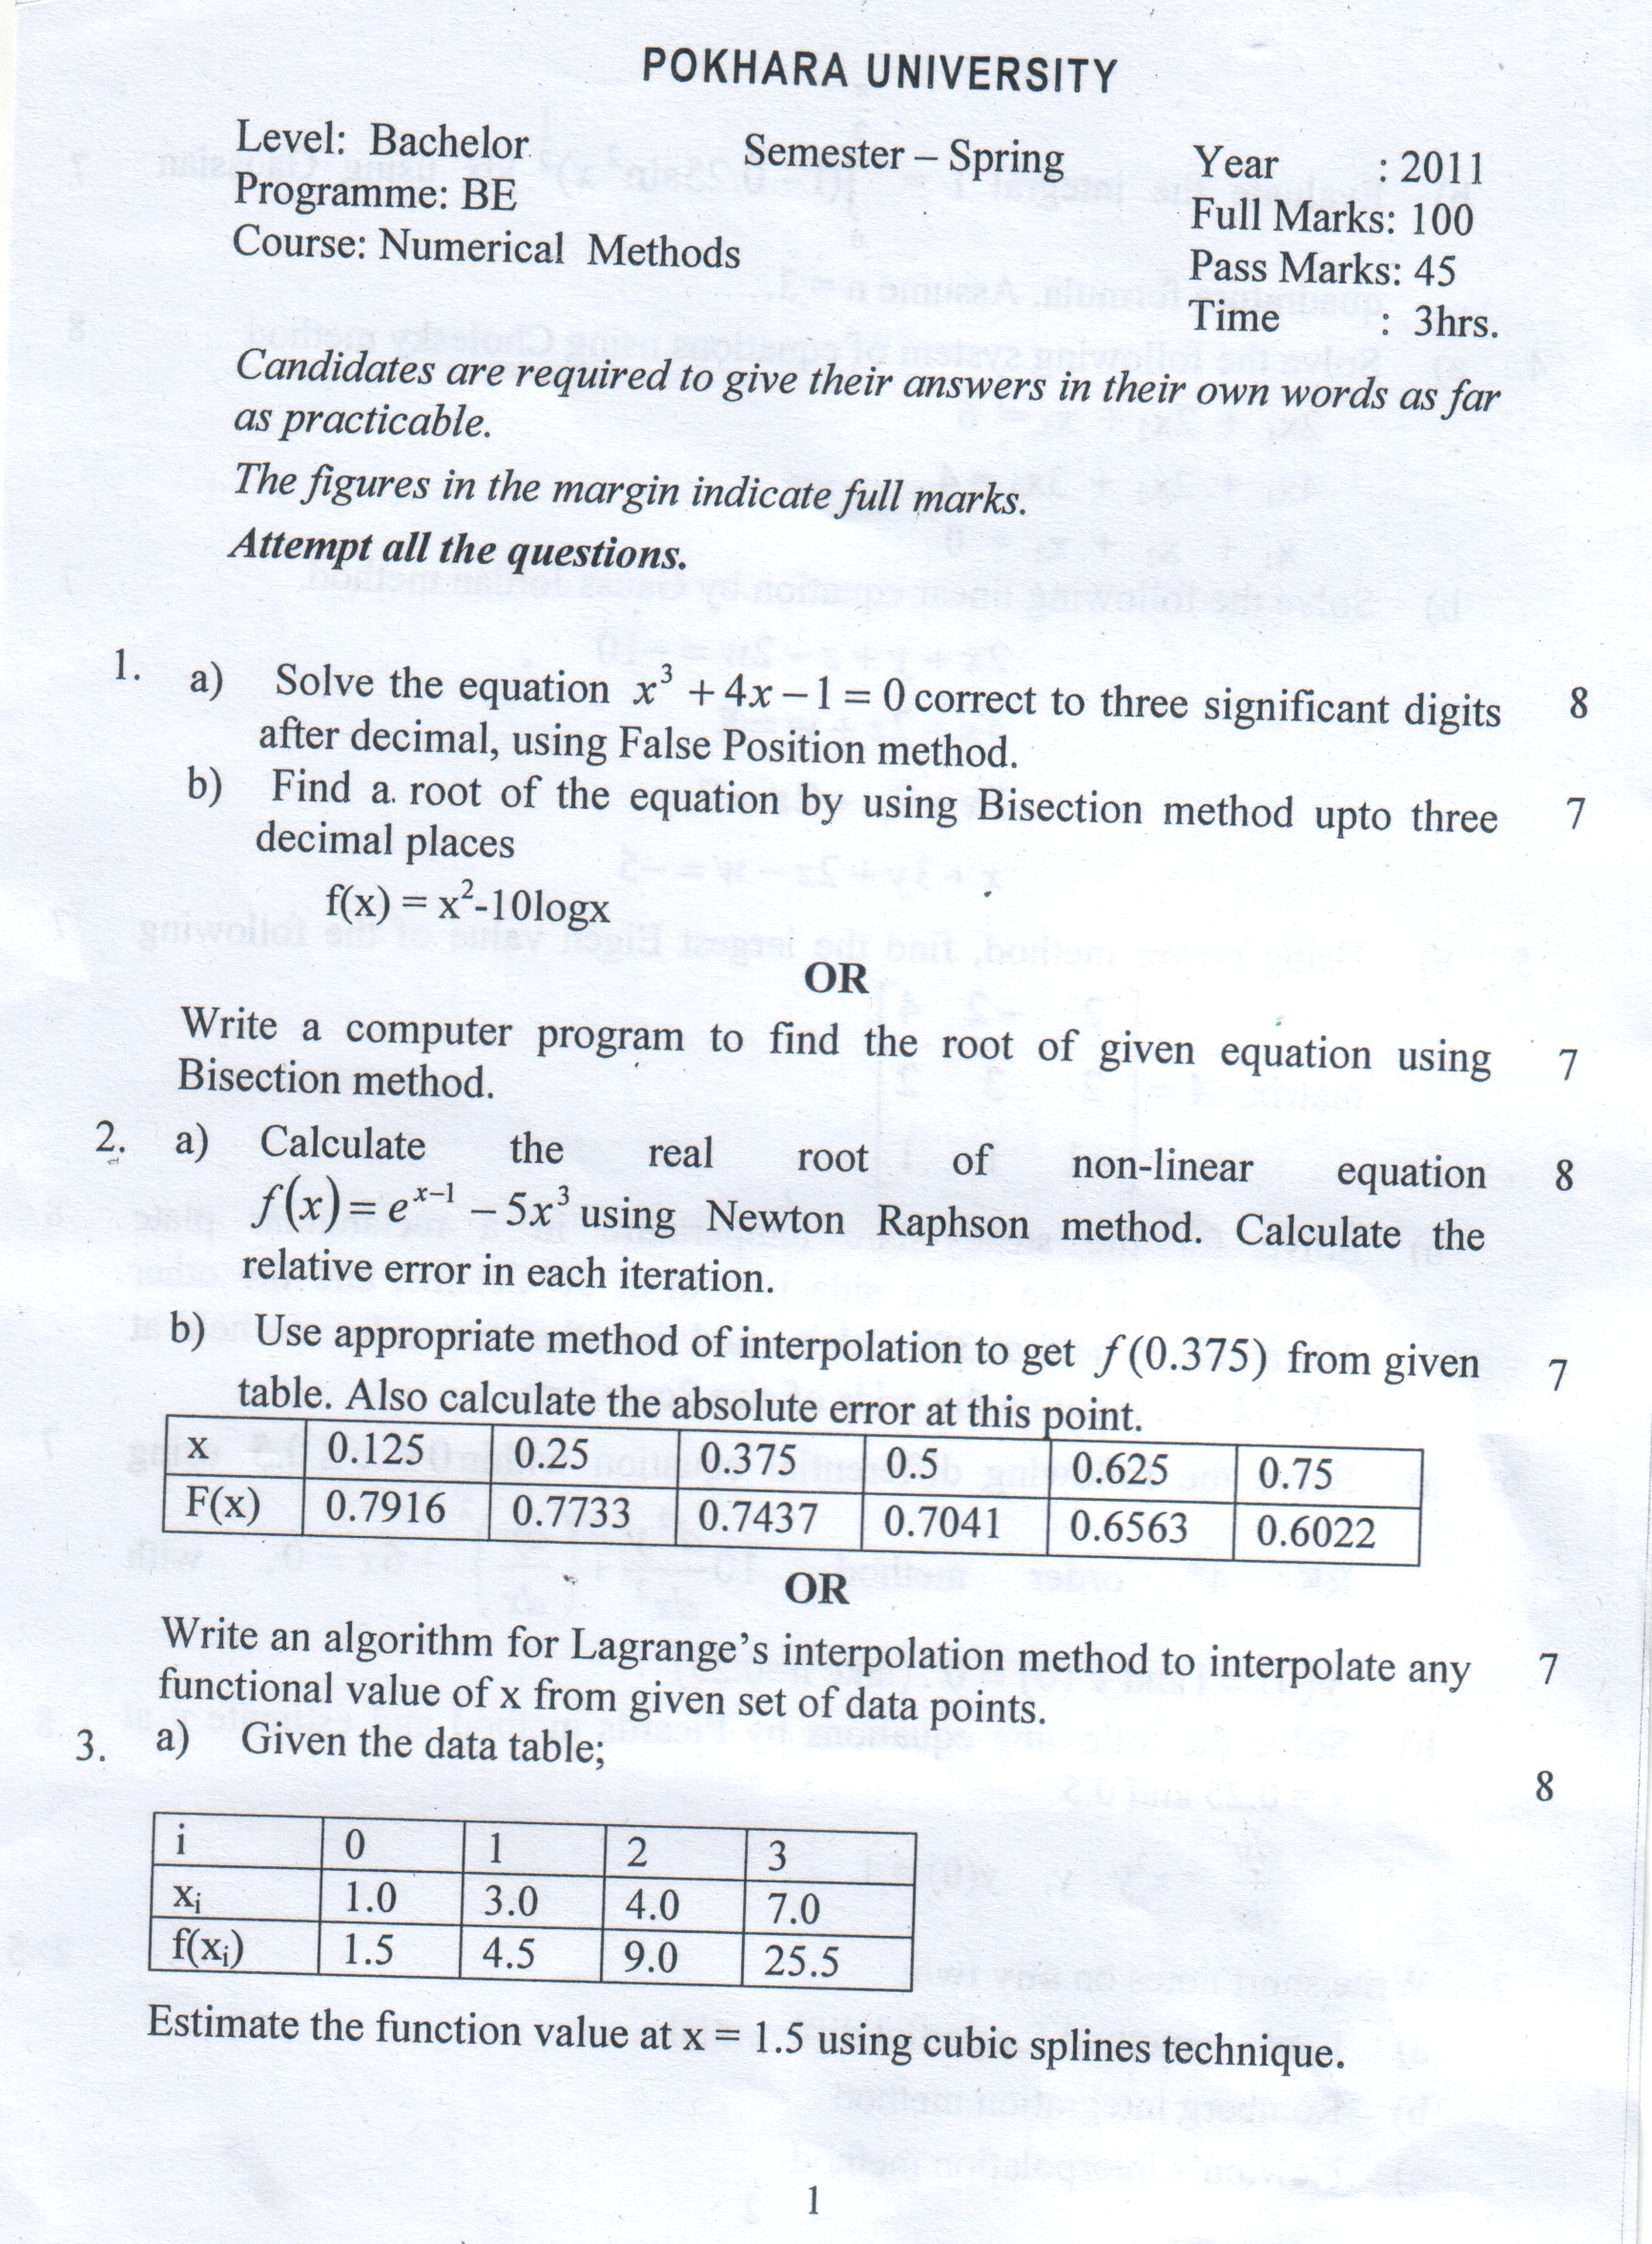 POKHARA UNIVERSITY
Level: Bachelor Semester – Spring Year : 2011
Programme: BE Full Marks: 100
Course: Numerical Methods Pass Marks: 45
Time : 3hrs.
Candidates are required to give their answers in their own words as far
as practicable.
The figures in the margin indicate full marks.
Attempt all the questions.
1. a) Solve the equation x³ + 4x − 1 = 0 correct to three significant digits 8
after decimal, using False Position method.
b) Find a root of the equation by using Bisection method upto three 7
decimal places
f(x) = x²-10logx
OR
Write a computer program to find the root of given equation using 7
Bisection method.
2. a) Calculate the real root of non-linear equation 8
f(x) = e^(x−1) − 5x³ using Newton Raphson method. Calculate the
relative error in each iteration.
b) Use appropriate method of interpolation to get f(0.375) from given 7
table. Also calculate the absolute error at this point.
x 0.125 0.25 0.375 0.5 0.625 0.75
F(x) 0.7916 0.7733 0.7437 0.7041 0.6563 0.6022
OR
Write an algorithm for Lagrange's interpolation method to interpolate any 7
functional value of x from given set of data points.
3. a) Given the data table;
8
i 0 1 2 3
xᵢ 1.0 3.0 4.0 7.0
f(xᵢ) 1.5 4.5 9.0 25.5
Estimate the function value at x = 1.5 using cubic splines technique.
1